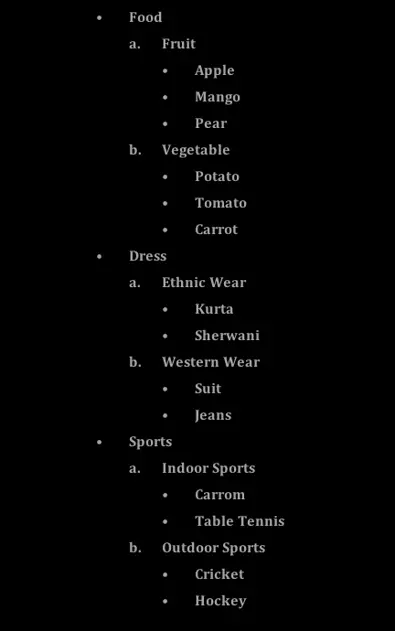 • Food
a. Fruit
• Apple
• Mango
• Pear
b. Vegetable
• Potato
• Tomato
• Carrot
• Dress
a. Ethnic Wear
• Kurta
• Sherwani
b. Western Wear
• Suit
• Jeans
• Sports
a. Indoor Sports
• Carrom
• Table Tennis
b. Outdoor Sports
• Cricket
• Hockey